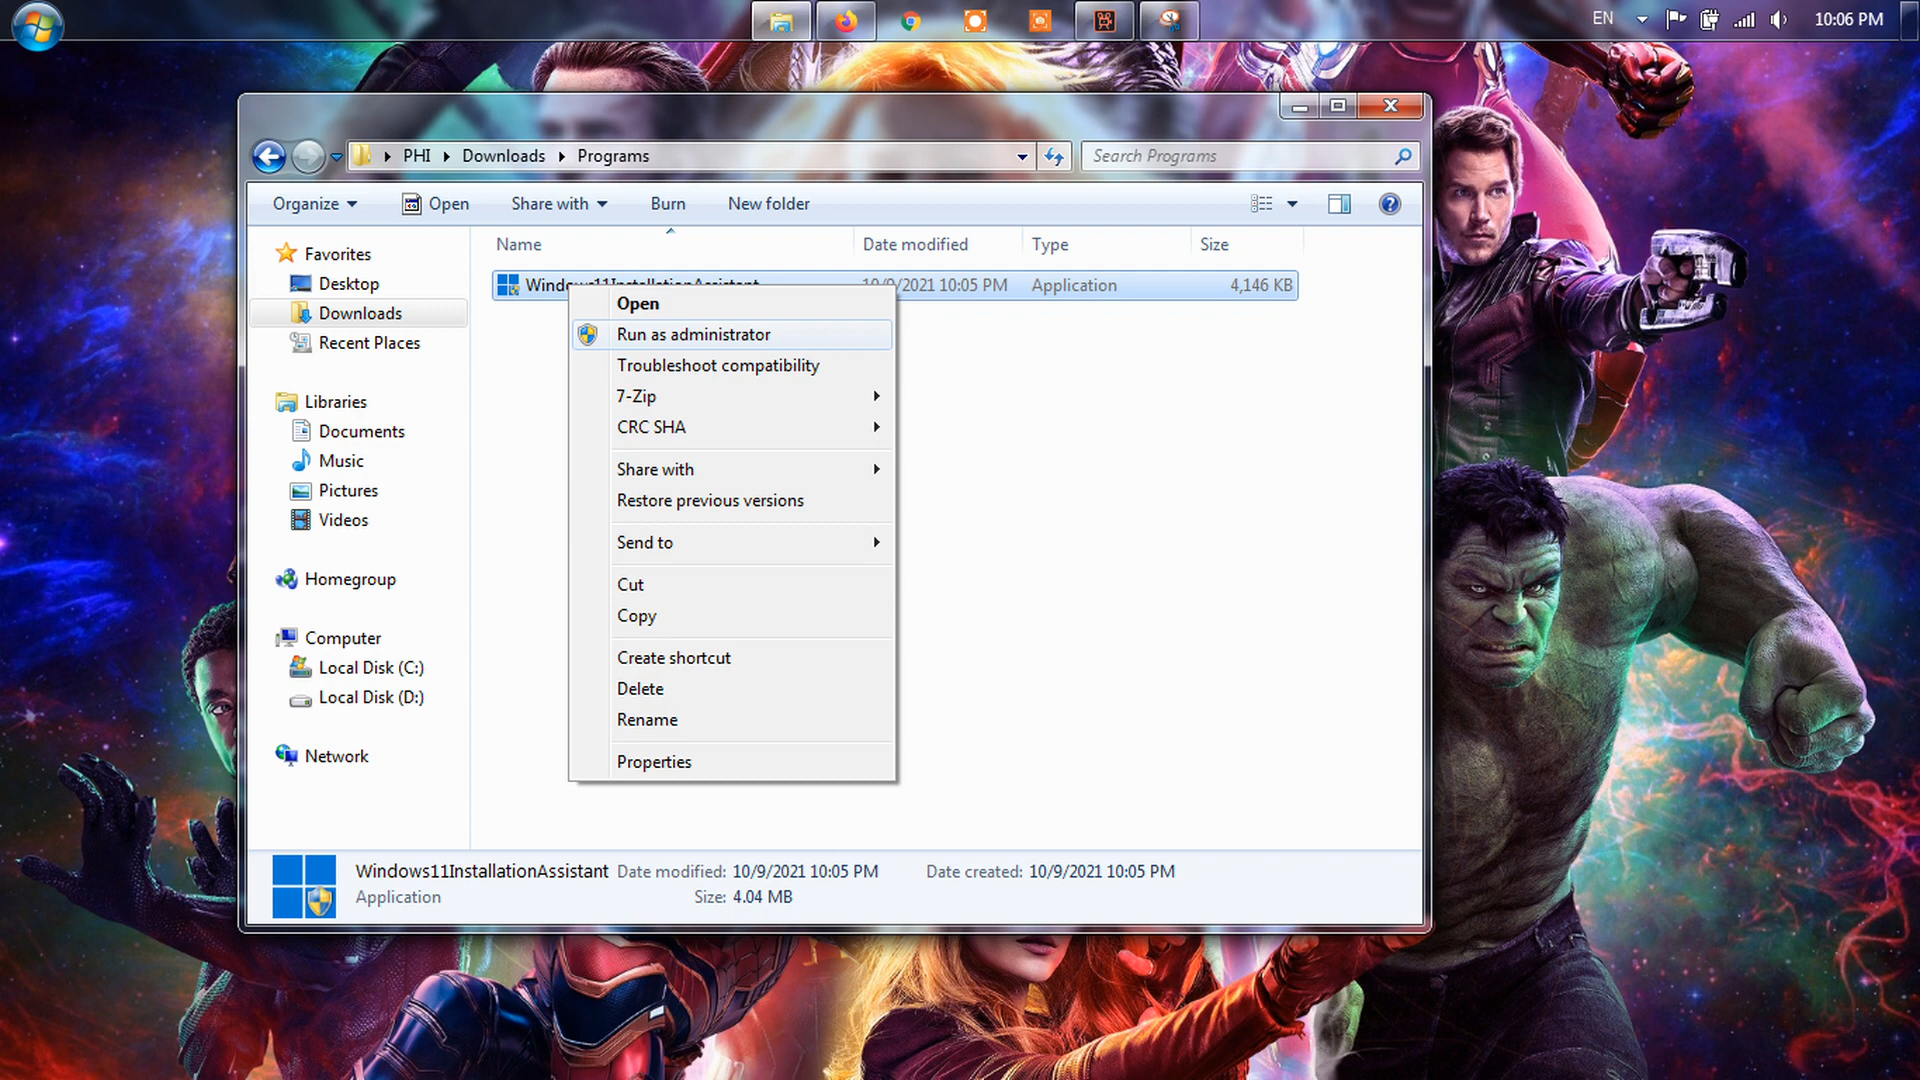 EN
10:06 PM
PHI Downloads Programs
Search Programs
Organize Open Share with Burn New folder
Name Date modified Type Size
Favorites
Desktop
Downloads
Recent Places
Libraries
Documents
Music
Pictures
Videos
Homegroup
Computer
Local Disk (C:)
Local Disk (D:)
Network
Windows11InstallationAssistant 10/9/2021 10:05 PM Application 4,146 KB
Open
Run as administrator
Troubleshoot compatibility
7-Zip
CRC SHA
Share with
Restore previous versions
Send to
Cut
Copy
Create shortcut
Delete
Rename
Properties
Windows11InstallationAssistant Date modified: 10/9/2021 10:05 PM Date created: 10/9/2021 10:05 PM
Application Size: 4.04 MB